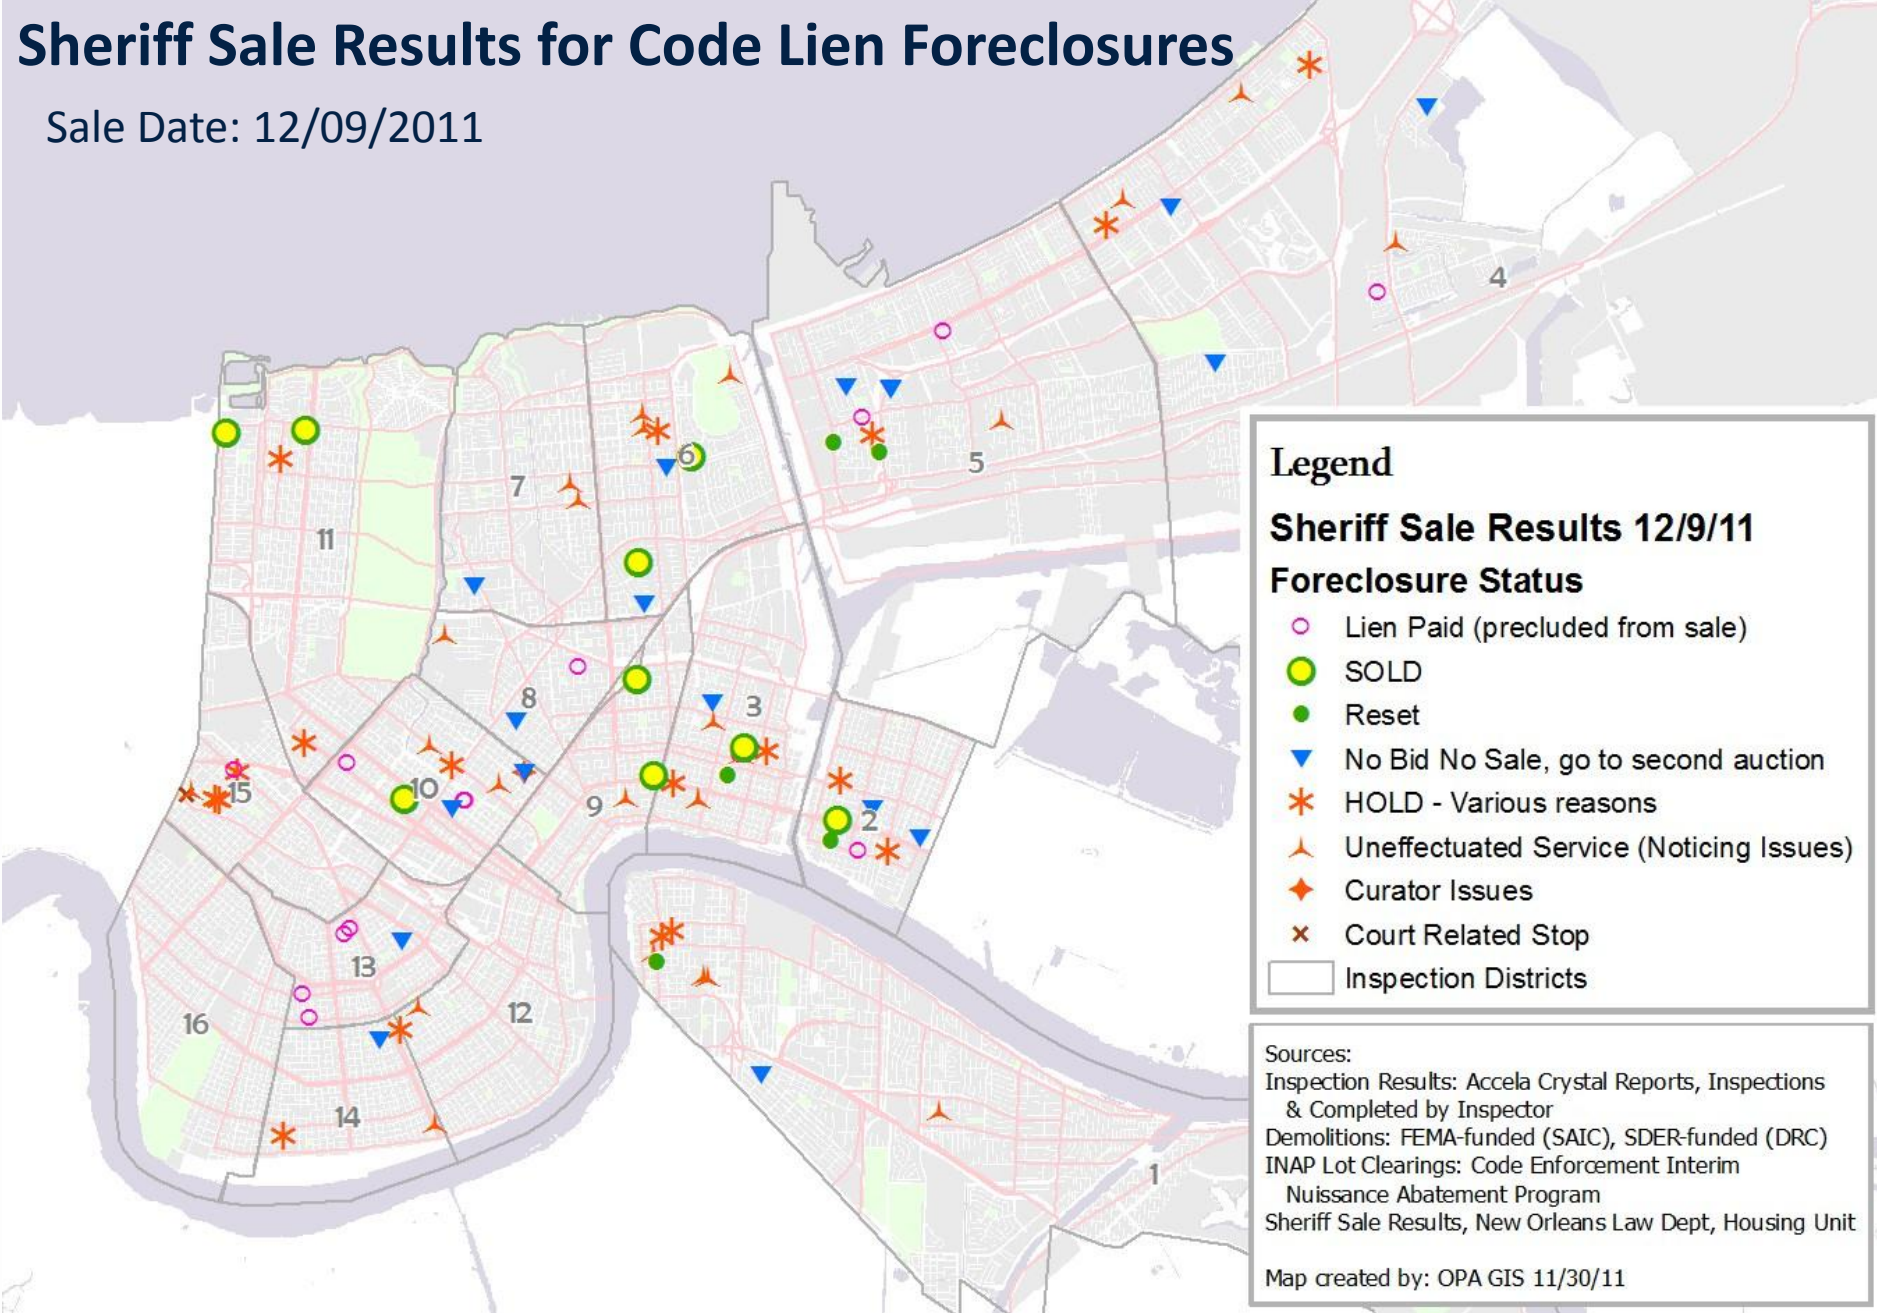 Sheriff Sale Results for Code Lien Foreclosures
Sale Date: 12/09/2011
4
5
6
7
11
8
3
10
15
9
2
13
16
12
14
1
Legend
Sheriff Sale Results 12/9/11
Foreclosure Status
Lien Paid (precluded from sale)
SOLD
Reset
No Bid No Sale, go to second auction
HOLD - Various reasons
Uneffectuated Service (Noticing Issues)
Curator Issues
Court Related Stop
Inspection Districts
Sources:
Inspection Results: Accela Crystal Reports, Inspections
& Completed by Inspector
Demolitions: FEMA-funded (SAIC), SDER-funded (DRC)
INAP Lot Clearings: Code Enforcement Interim
Nuissance Abatement Program
Sheriff Sale Results, New Orleans Law Dept, Housing Unit
Map created by: OPA GIS 11/30/11